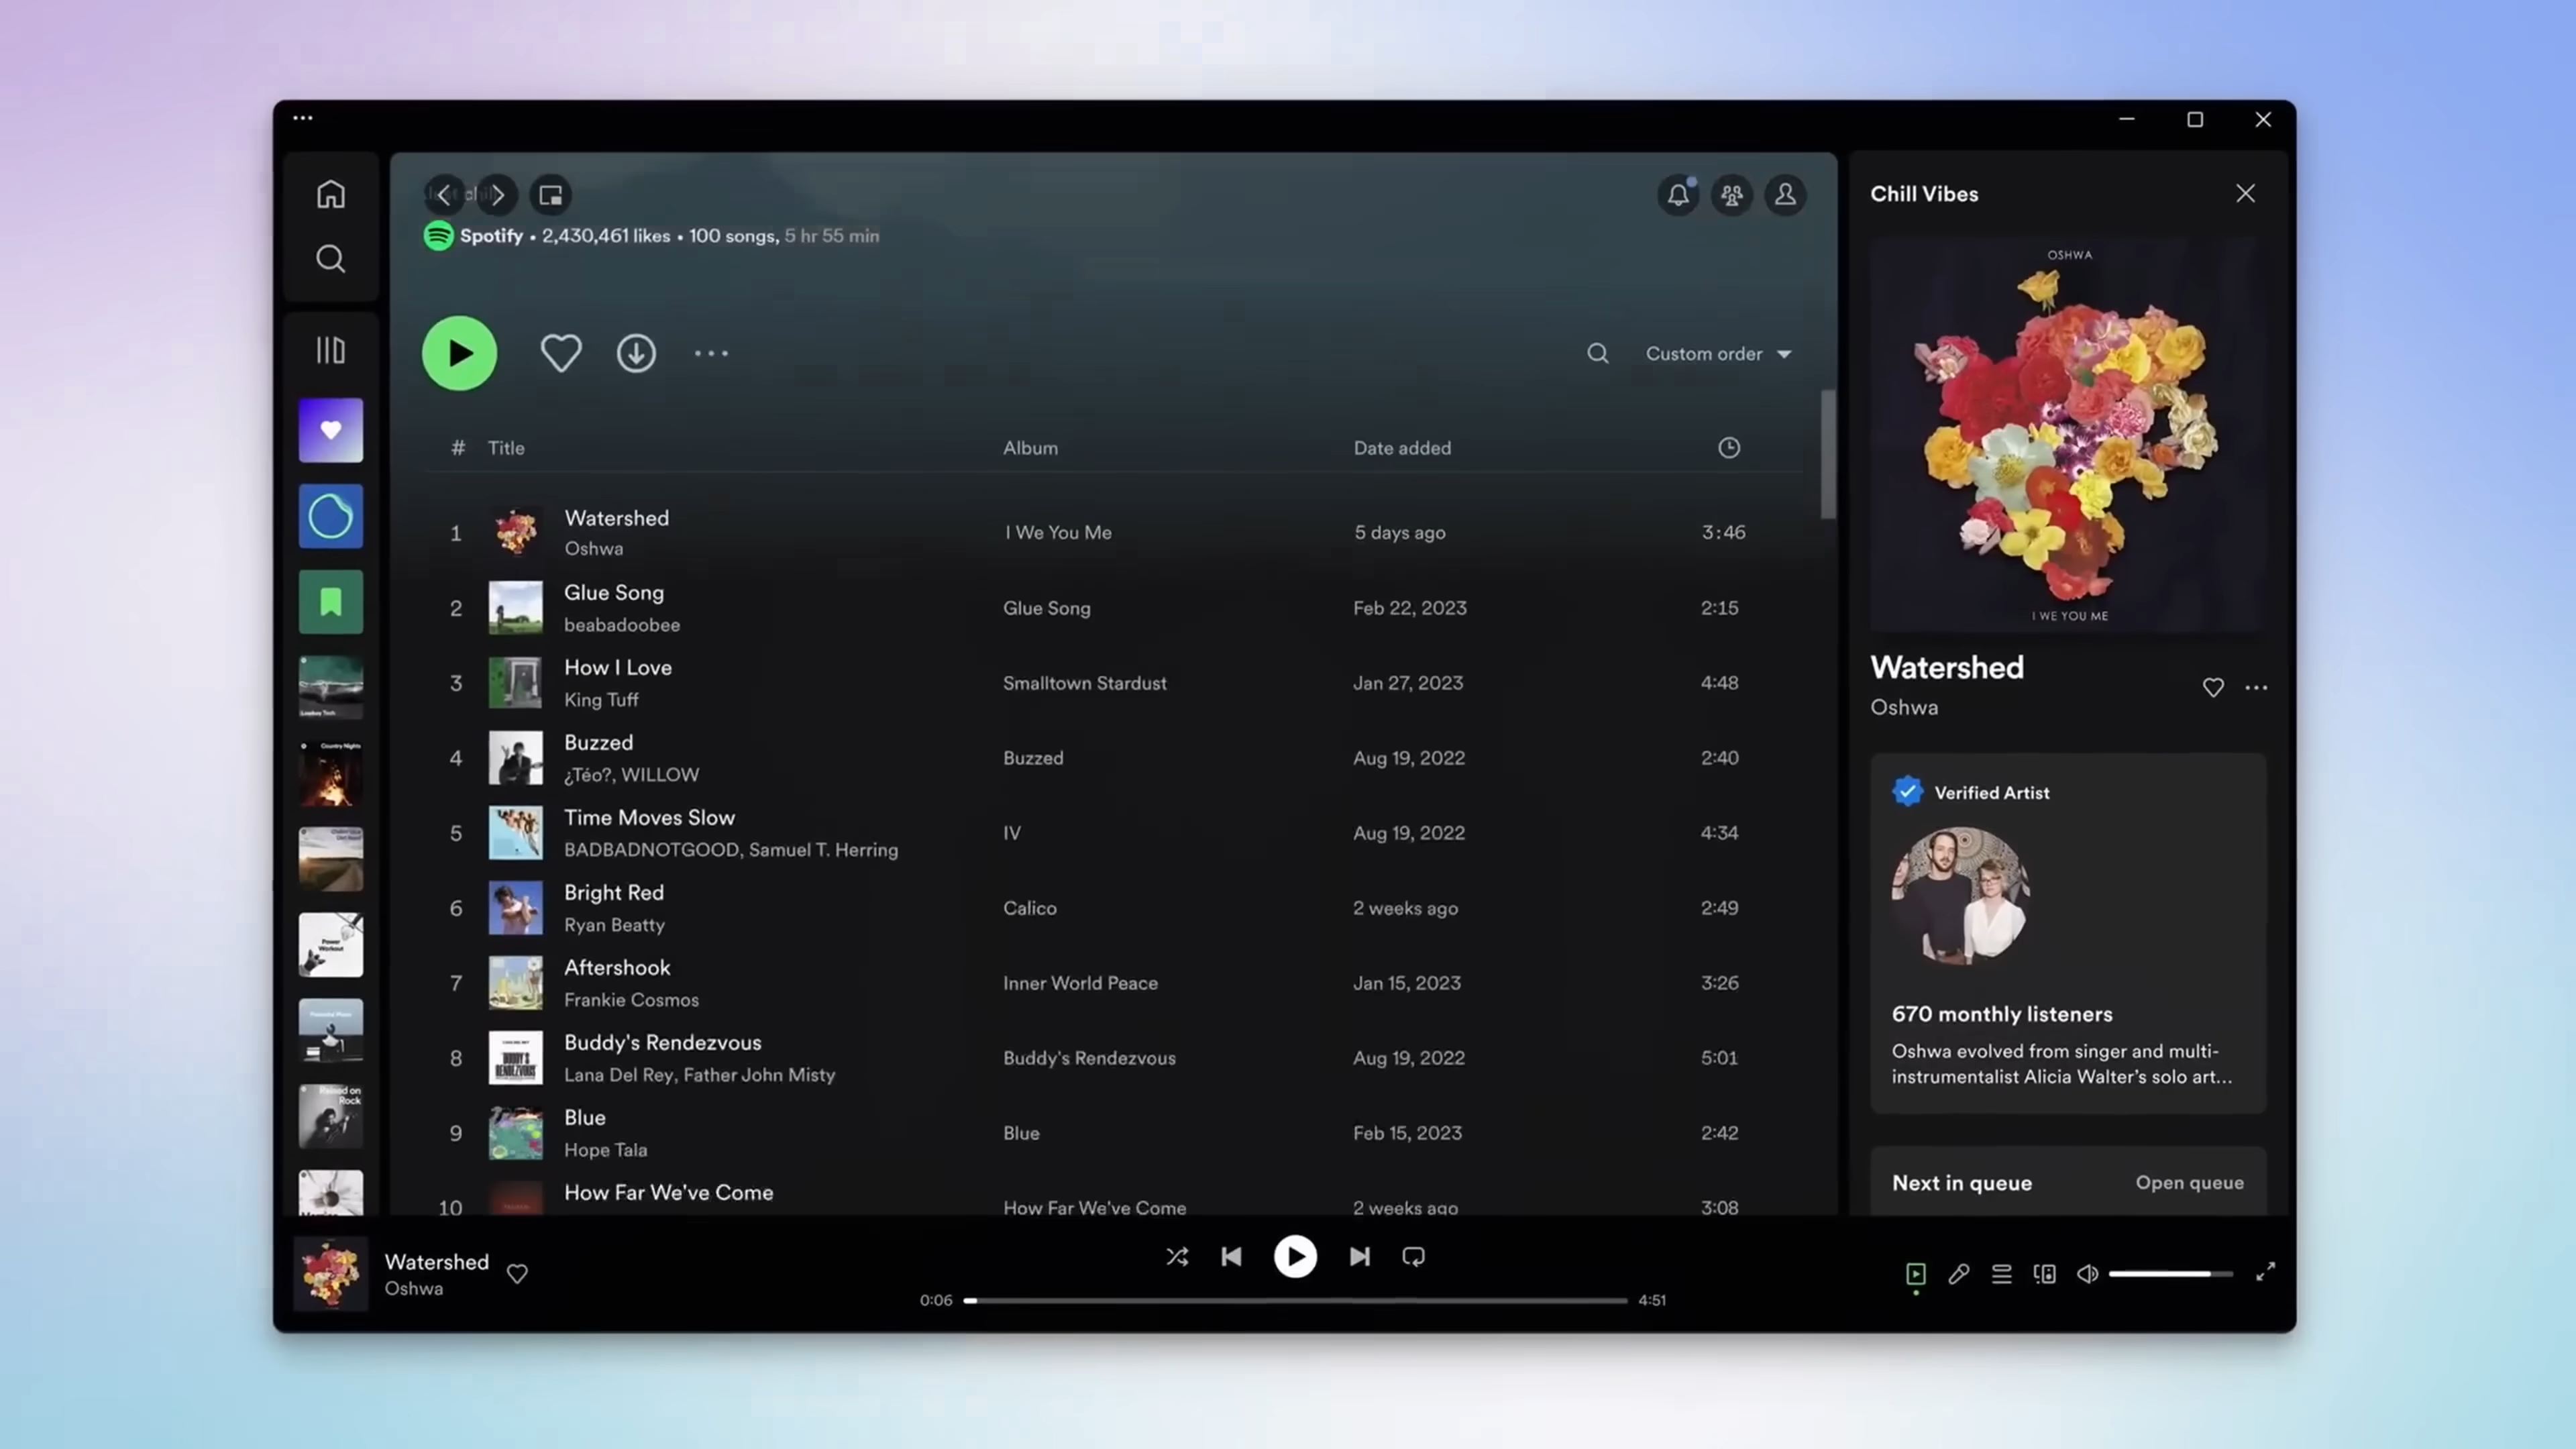 Spotify • 2,430,461 likes • 100 songs, 5 hr 55 min
Custom order
# Title Album Date added
1 Watershed I We You Me 5 days ago 3:46
Oshwa
2 Glue Song Glue Song Feb 22, 2023 2:15
beabadoobee
3 How I Love Smalltown Stardust Jan 27, 2023 4:48
King Tuff
4 Buzzed Buzzed Aug 19, 2022 2:40
¿Téo?, WILLOW
5 Time Moves Slow IV Aug 19, 2022 4:34
BADBADNOTGOOD, Samuel T. Herring
6 Bright Red Calico 2 weeks ago 2:49
Ryan Beatty
7 Aftershook Inner World Peace Jan 15, 2023 3:26
Frankie Cosmos
8 Buddy's Rendezvous Buddy's Rendezvous Aug 19, 2022 5:01
Lana Del Rey, Father John Misty
9 Blue Blue Feb 15, 2023 2:42
Hope Tala
10 How Far We've Come How Far We've Come 2 weeks ago 3:08
Country Nights
Power
Workout
Peaceful Piano
Rock
BUDDY'S
RENDEZVOUS
Chill Vibes
OSHWA
I WE YOU ME
Watershed
Oshwa
Verified Artist
670 monthly listeners
Oshwa evolved from singer and multi-
instrumentalist Alicia Walter's solo art...
Next in queue Open queue
Watershed
Oshwa
0:06 4:51